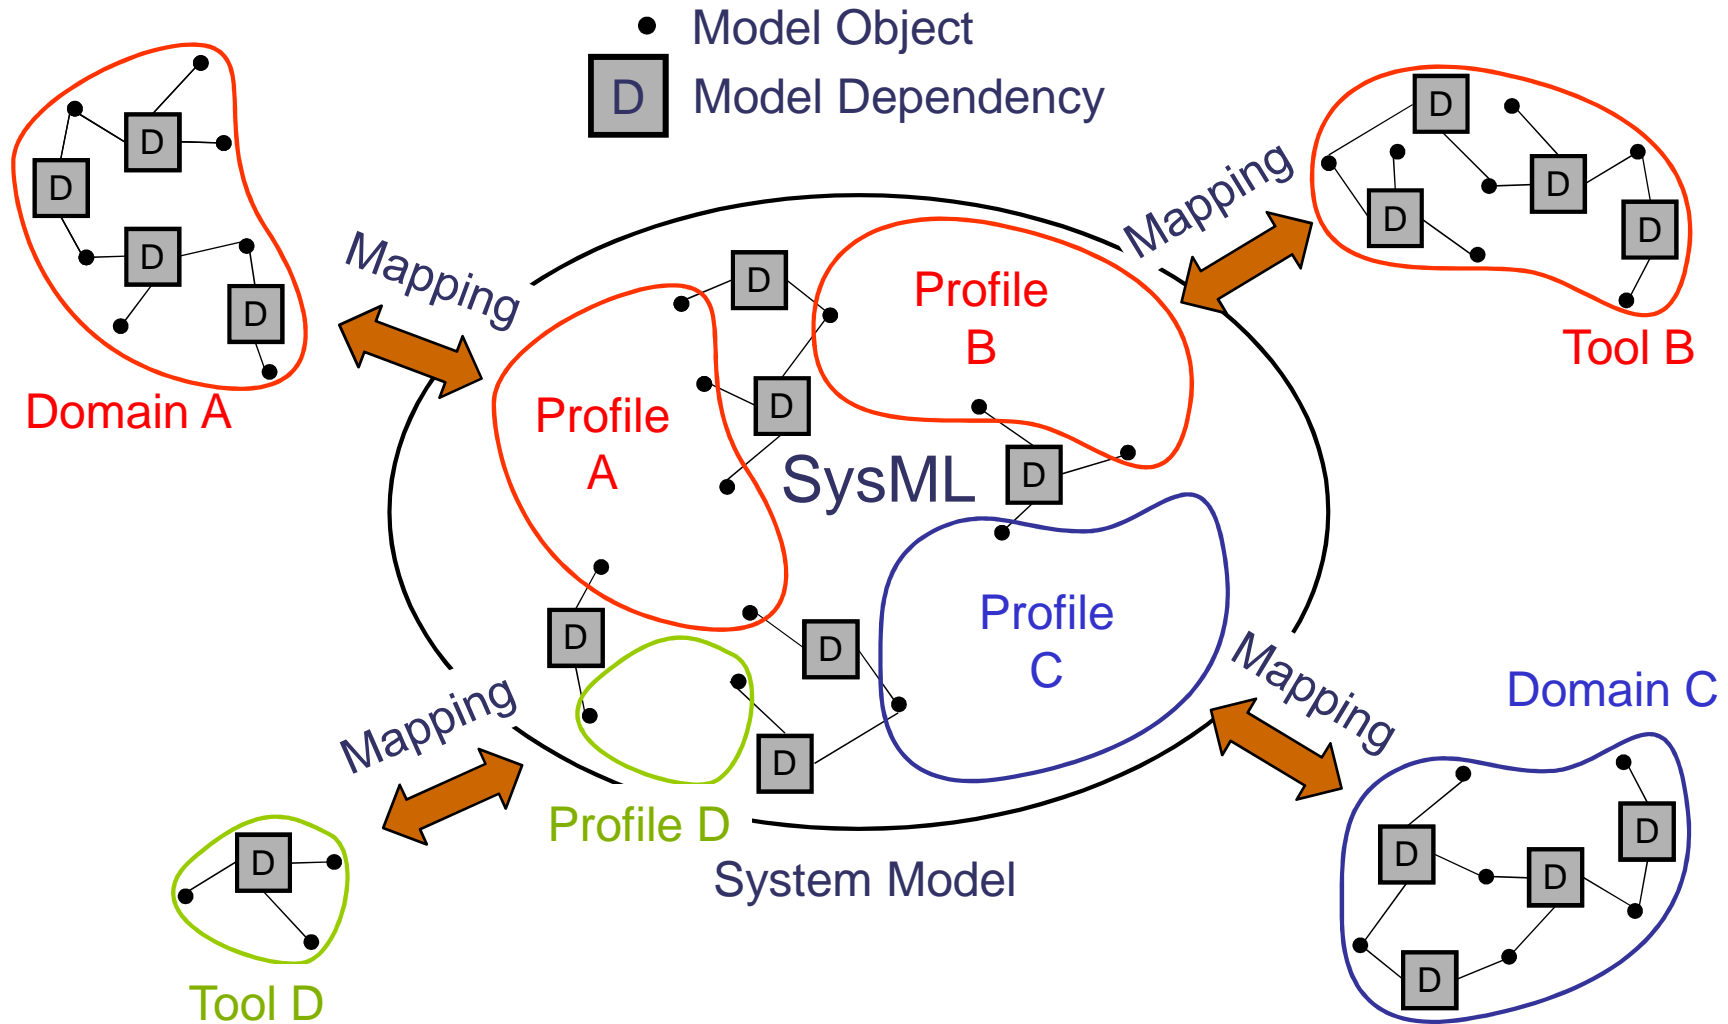 Model Object
D Model Dependency
D
D
D
D
Domain A
Mapping
D
D
D
D
Mapping
Tool B
D
D
Profile
A
Profile
B
SysML
D
D
D
D
Profile
C
Profile D
System Model
Mapping
D
Tool D
Mapping
Domain C
D
D
D
D